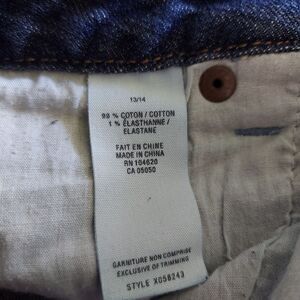 13/14
99 % COTON / COTTON
1 % ÉLASTHANNE /
ELASTANE
FAIT EN CHINE
MADE IN CHINA
RN 104620
CA 05050
GARNITURE NON COMPRISE
EXCLUSIVE OF TRIMMING
STYLE X058243